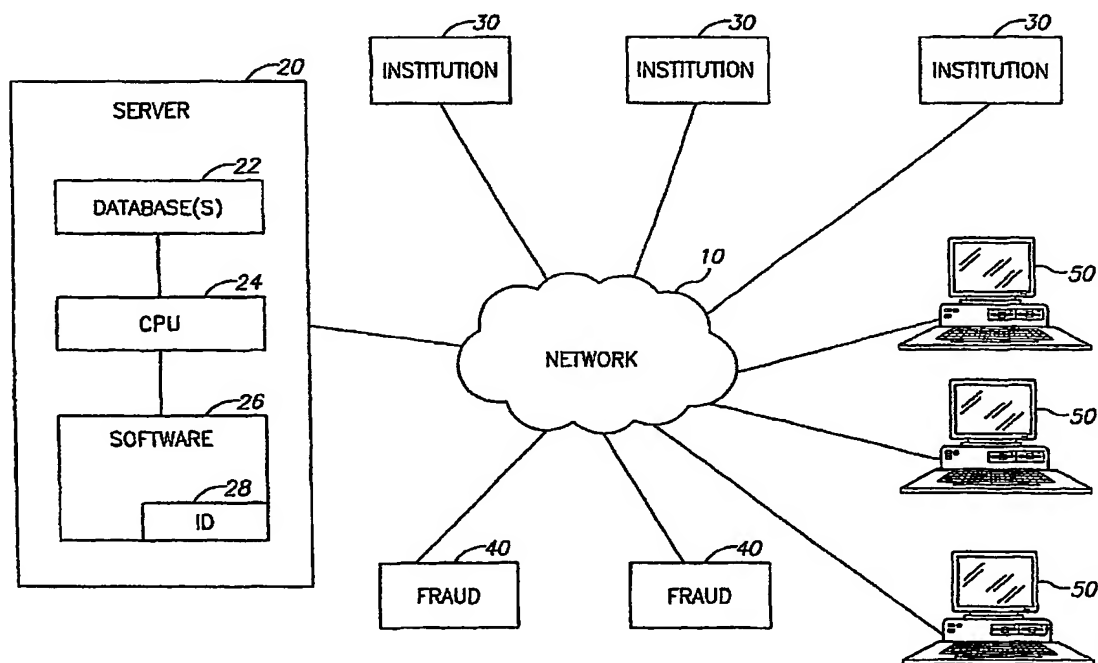 30
30
30
INSTITUTION
INSTITUTION
INSTITUTION
20
SERVER
22
DATABASE(S)
24
CPU
26
SOFTWARE
28
ID
10
NETWORK
50
50
50
40
40
FRAUD
FRAUD